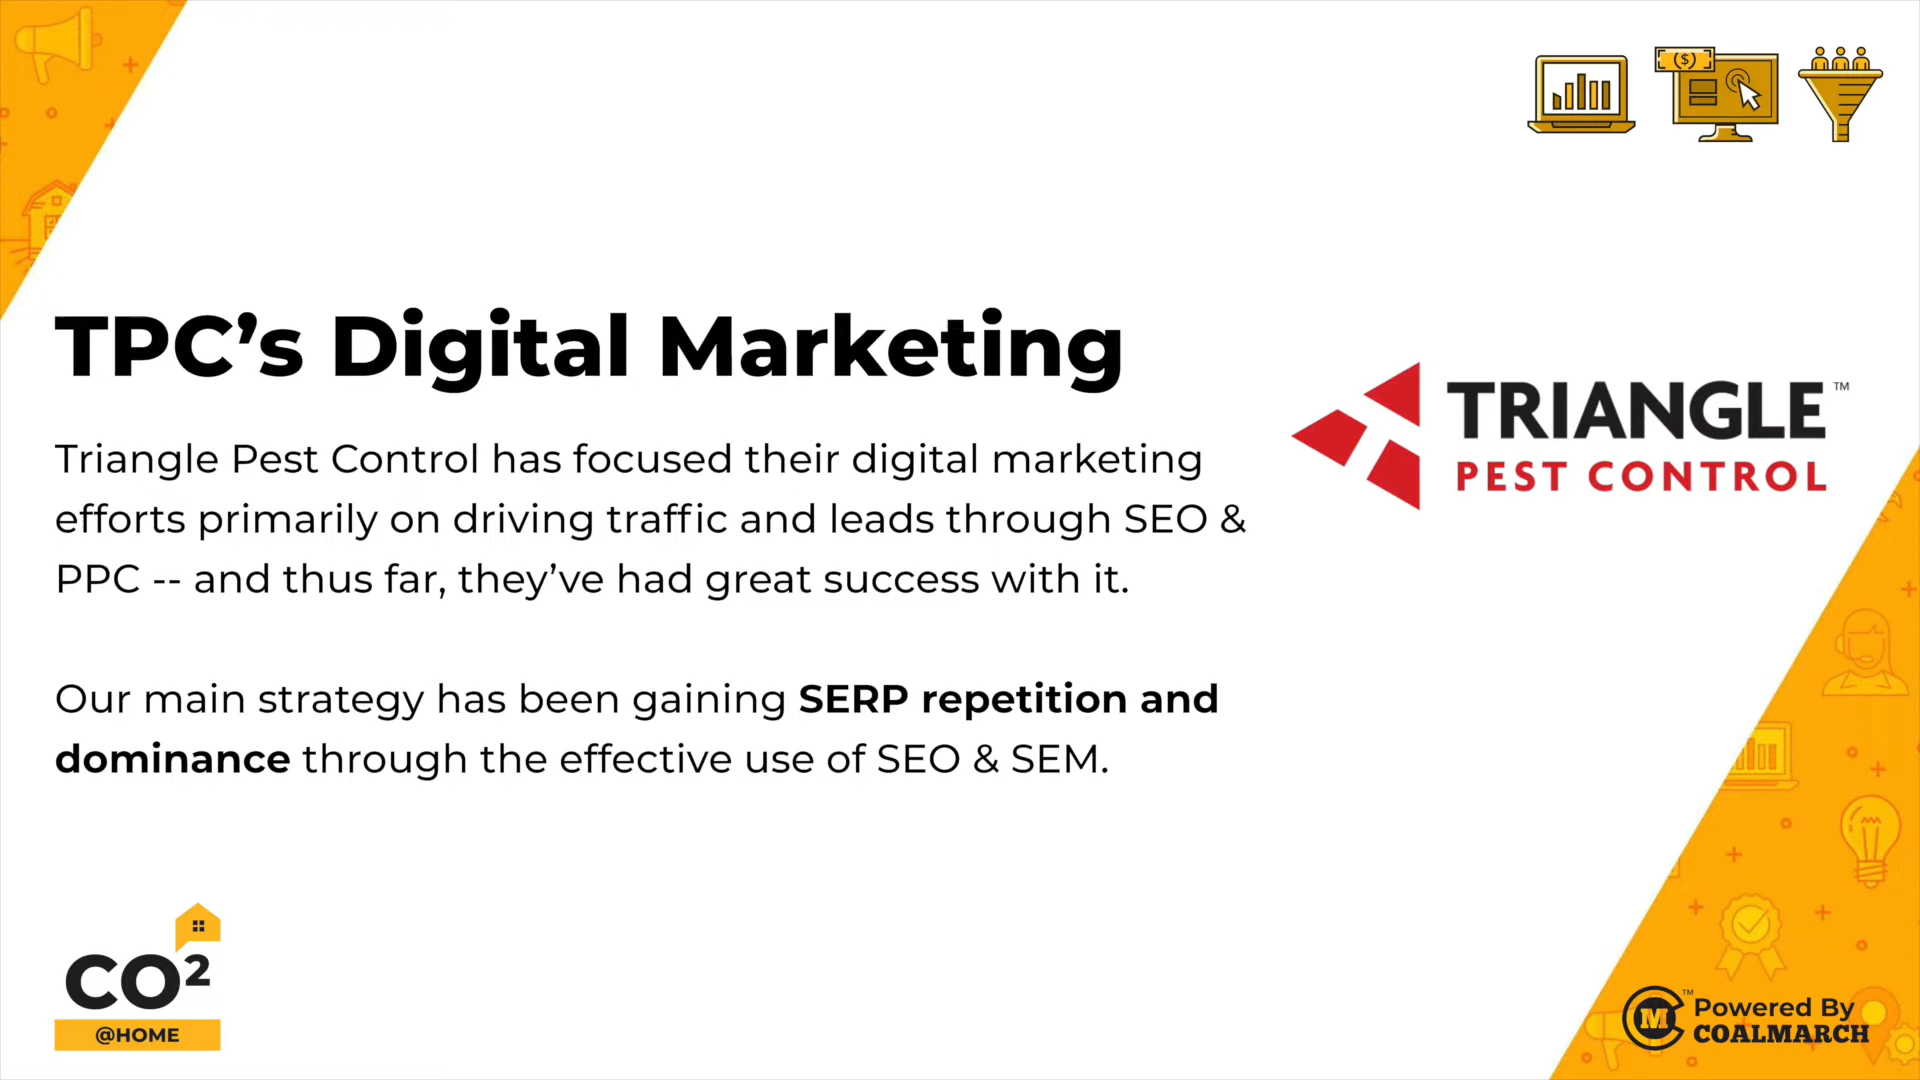 ($)
TPC’s Digital Marketing
Triangle Pest Control has focused their digital marketing
efforts primarily on driving traffic and leads through SEO &
PPC -- and thus far, they’ve had great success with it.
Our main strategy has been gaining SERP repetition and
dominance through the effective use of SEO & SEM.
TRIANGLE™
PEST CONTROL
CO²
@HOME
CM™
Powered By
COALMARCH